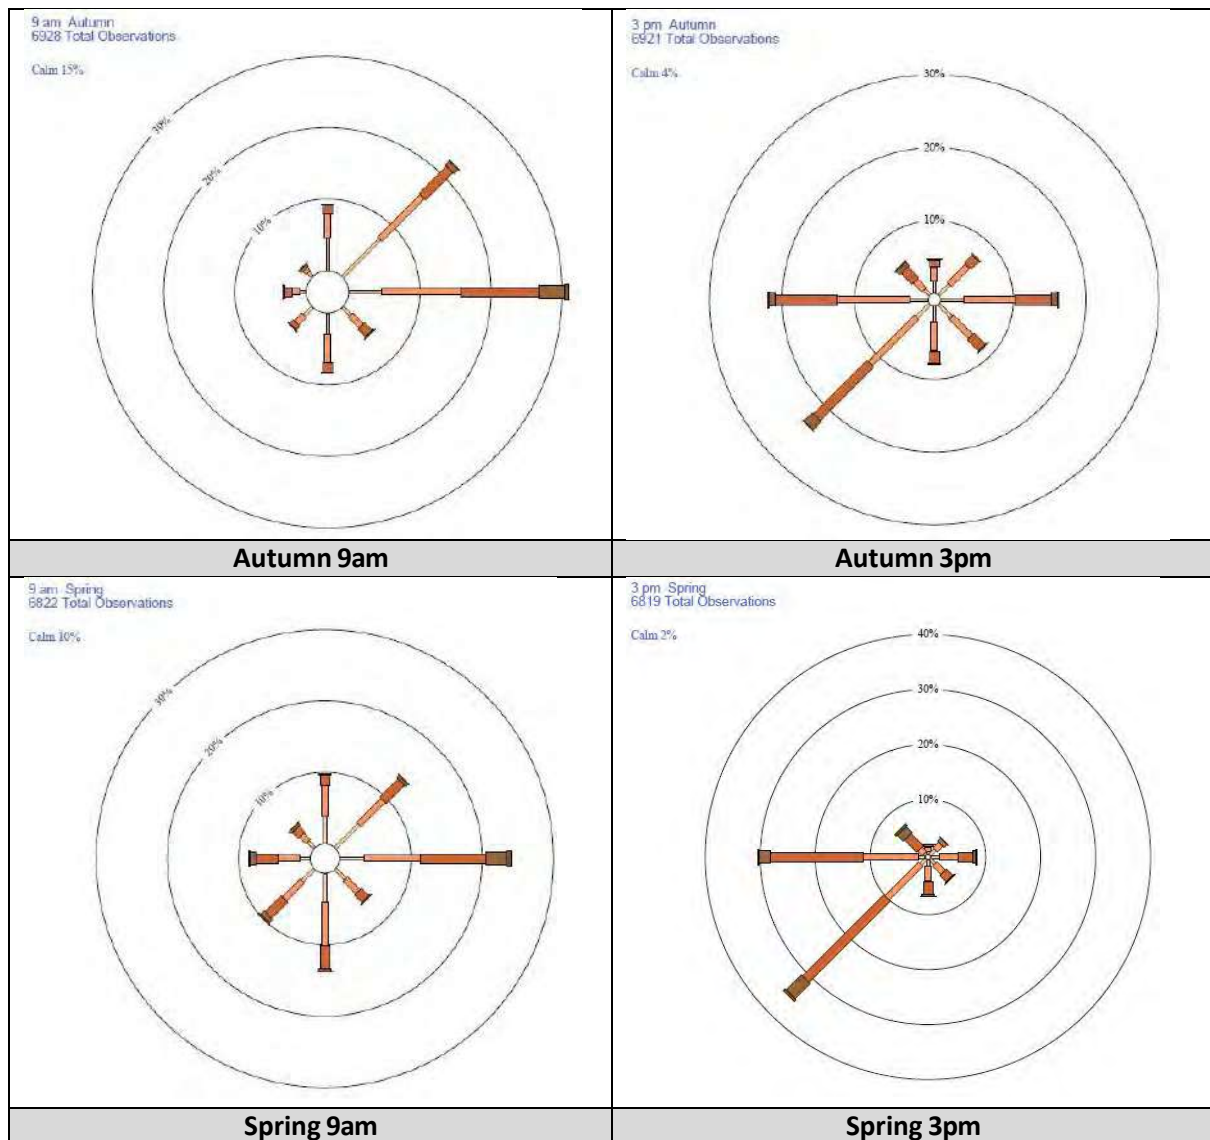 9 am Autumn
6928 Total Observations
Calm 15%
30%
20%
10%
Autumn 9am
3 pm Autumn
6921 Total Observations
Calm 4%
30%
20%
10%
Autumn 3pm
9 am Spring
6822 Total Observations
Calm 10%
30%
20%
10%
Spring 9am
3 pm Spring
6819 Total Observations
Calm 2%
40%
30%
20%
10%
Spring 3pm